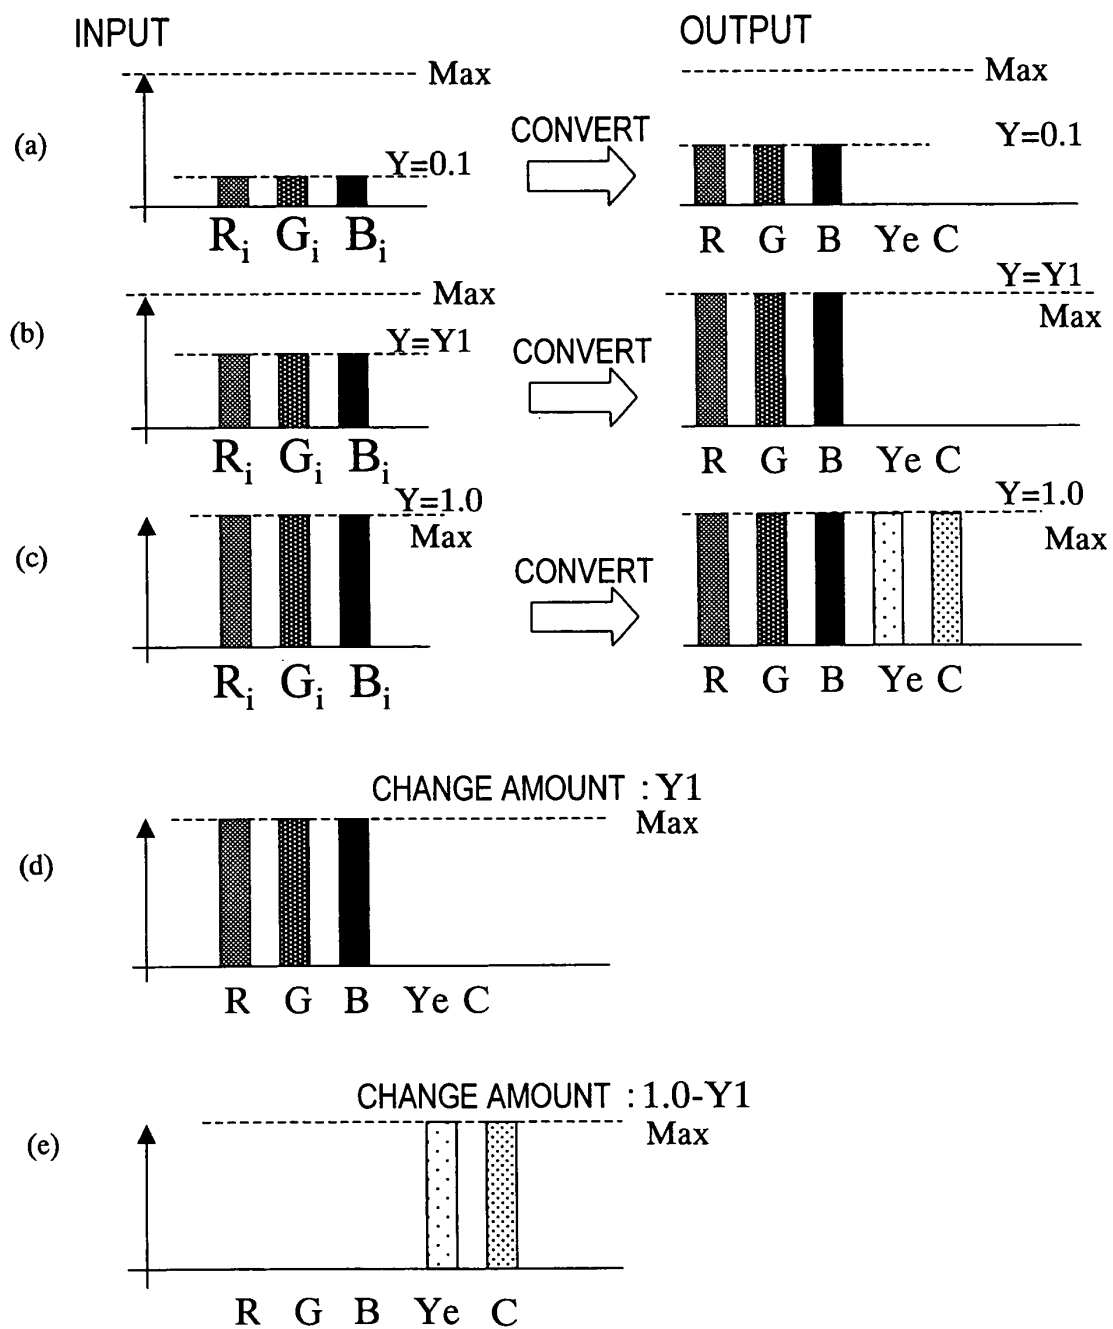 INPUT
OUTPUT
Max
Max
(a)
CONVERT
Y=0.1
Y=0.1
Ri Gi Bi
R G B Ye C
Max
Y=Y1
Max
(b)
Y=Y1
CONVERT
Ri Gi Bi
R G B Ye C
Y=1.0
Max
Y=1.0
Max
(c)
CONVERT
Ri Gi Bi
R G B Ye C
CHANGE AMOUNT : Y1
Max
(d)
R G B Ye C
CHANGE AMOUNT : 1.0-Y1
Max
(e)
R G B Ye C